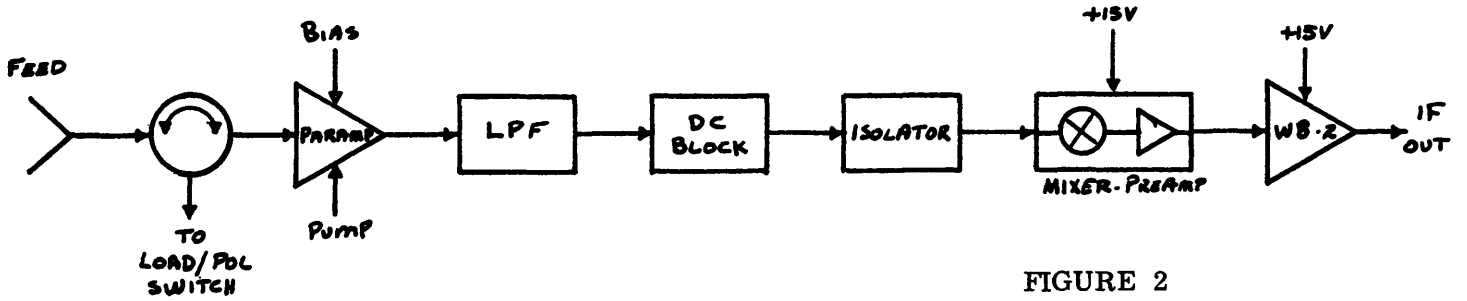 FEED
TO
LOAD/POL
SWITCH
BIAS
PARAMP
PUMP
LPF
DC
BLOCK
ISOLATOR
+15V
MIXER-PREAMP
+15V
WB-2
IF
OUT
FIGURE 2